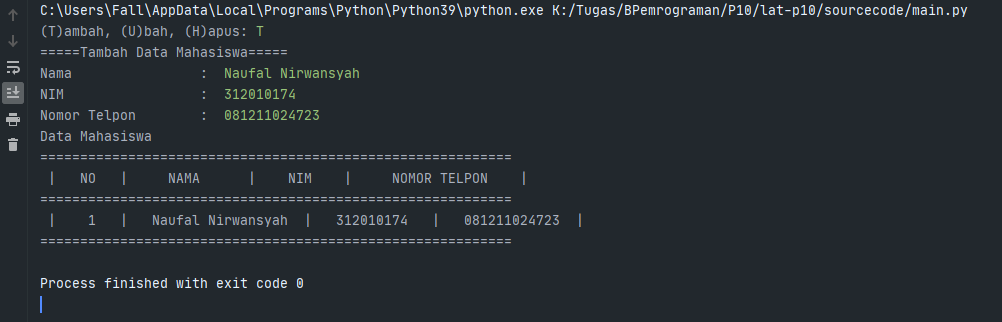 C:\Users\Fall\AppData\Local\Programs\Python\Python39\python.exe K:/Tugas/BPemrograman/P10/lat-p10/sourcecode/main.py
(T)ambah, (U)bah, (H)apus: T
=====Tambah Data Mahasiswa=====
Nama                :  Naufal Nirwansyah
NIM                 :  312010174
Nomor Telpon        :  081211024723
Data Mahasiswa
===========================================================
 |   NO   |     NAMA      |    NIM    |     NOMOR TELPON    |
===========================================================
 |    1   |   Naufal Nirwansyah  |   312010174   |   081211024723  |
===========================================================
Process finished with exit code 0